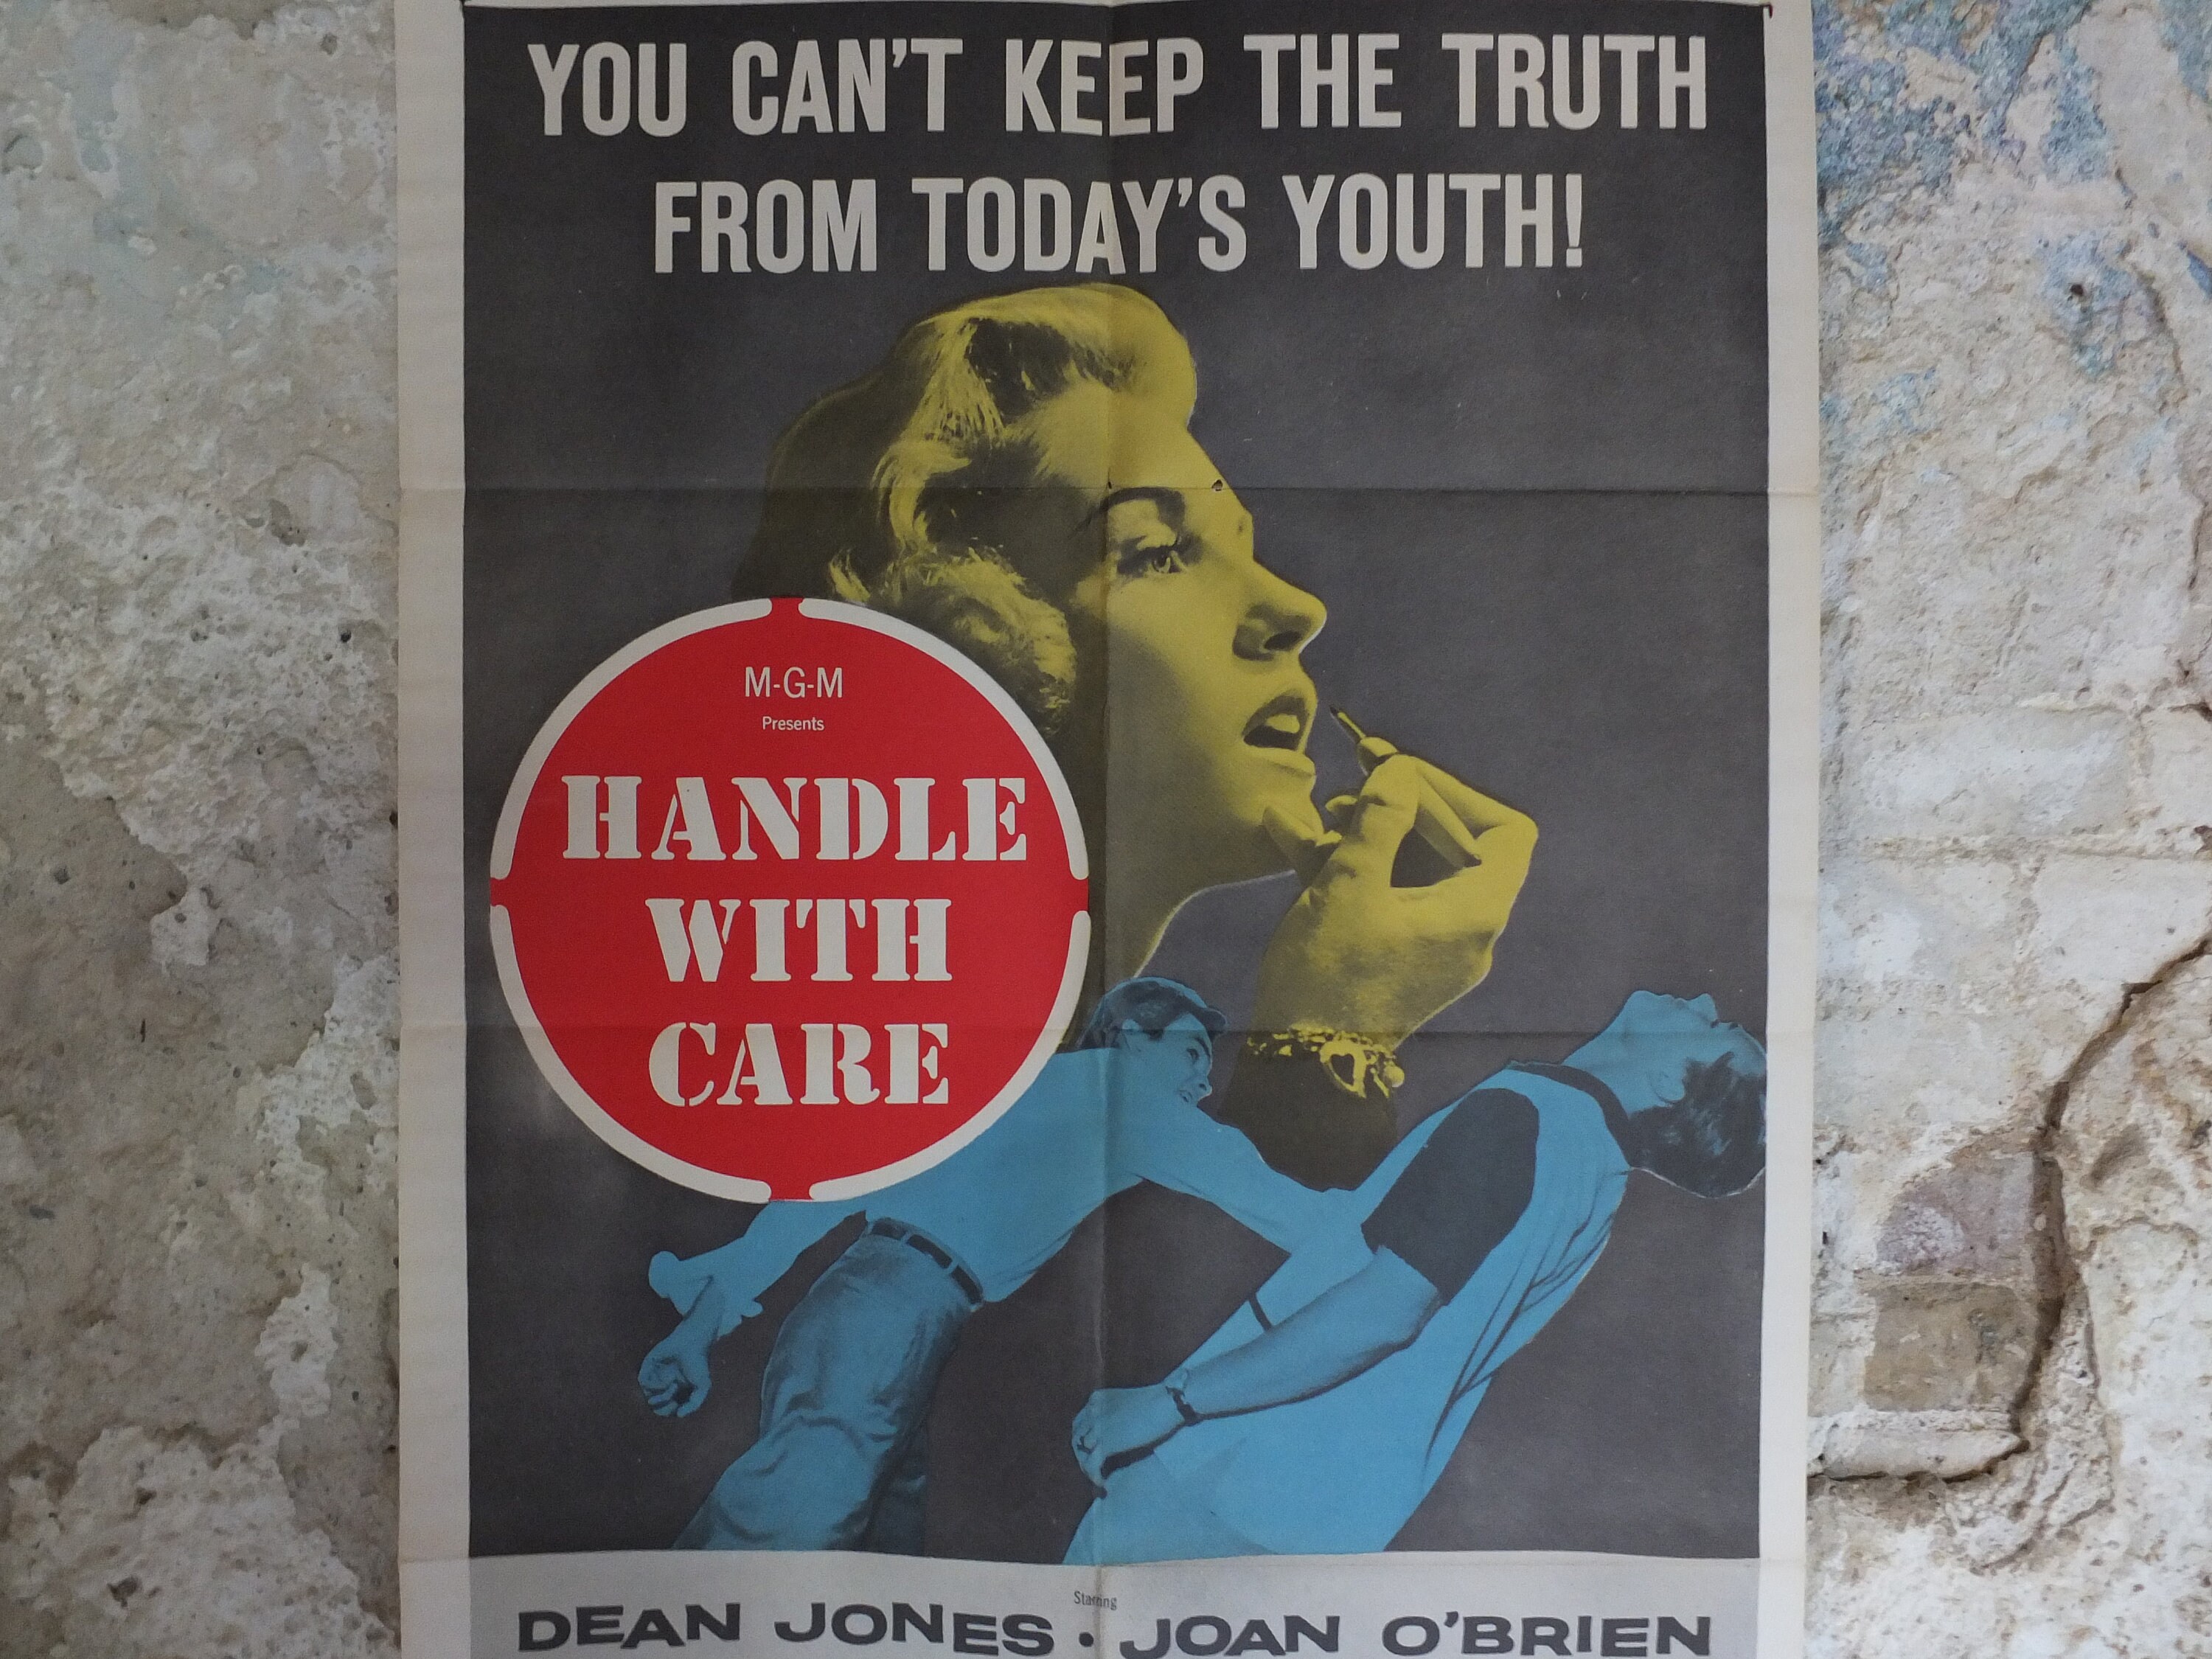 YOU CAN'T KEEP THE TRUTH
FROM TODAY'S YOUTH!
M-G-M
Presents
HANDLE
WITH
CARE
Starring
DEAN JONES • JOAN O'BRIEN